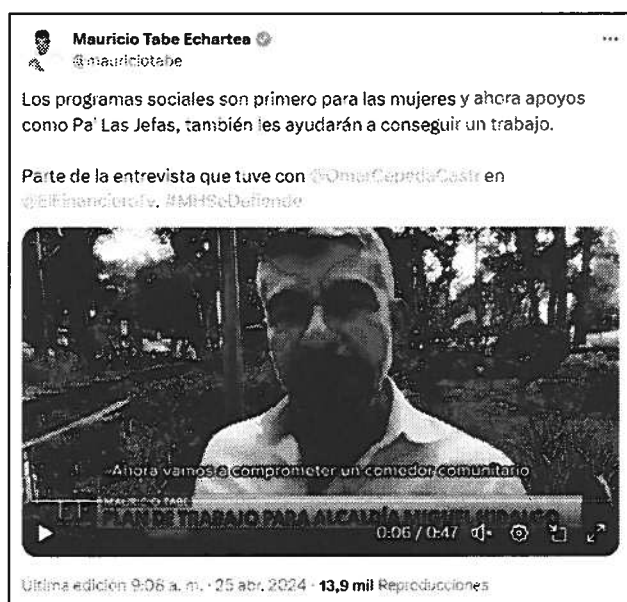 Mauricio Tabe Echartea
@mauriciotabe
Los programas sociales son primero para las mujeres y ahora apoyos
como Pa' Las Jefas, también les ayudarán a conseguir un trabajo.
Parte de la entrevista que tuve con @OmarCepedaCastr en
@ElFinancieroTv. #MHSeDefiende
Ahora vamos a comprometer un comedor comunitario
MAURICIO TABE
PLAN DE TRABAJO PARA ALCALDÍA MIGUEL HIDALGO
0:06 / 0:47
Última edición 9:06 a. m. · 25 abr. 2024 · 13,9 mil Reproducciones